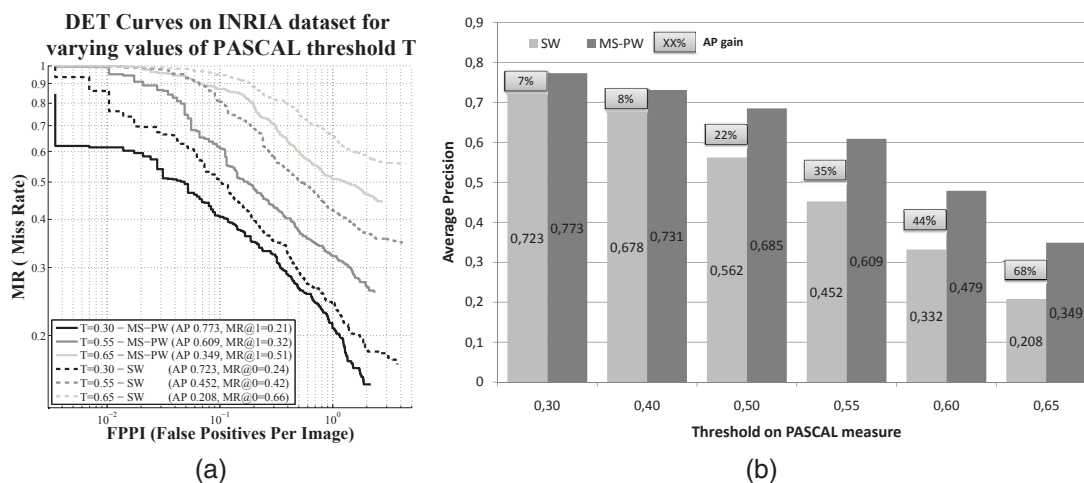 DET Curves on INRIA dataset for
varying values of PASCAL threshold T
MR ( Miss Rate)
1
0.9
0.8
0.7
0.6
0.5
0.4
0.3
0.2
T=0.30 − MS−PW (AP 0.773, MR@1=0.21)
T=0.55 − MS−PW (AP 0.609, MR@1=0.32)
T=0.65 − MS−PW (AP 0.349, MR@1=0.51)
T=0.30 − SW (AP 0.723, MR@0=0.24)
T=0.55 − SW (AP 0.452, MR@0=0.42)
T=0.65 − SW (AP 0.208, MR@0=0.66)
10⁻² 10⁻¹ 10⁰
FPPI (False Positives Per Image)
(a)
SW MS-PW XX% AP gain
Average Precision
0,8
0,7
0,6
0,5
0,4
0,3
0,2
0,1
0
7% 8% 22% 35% 44% 68%
0,723 0,773 0,678 0,731 0,562 0,685 0,452 0,609 0,332 0,479 0,208 0,349
0,30 0,40 0,50 0,55 0,60 0,65
Threshold on PASCAL measure
(b)